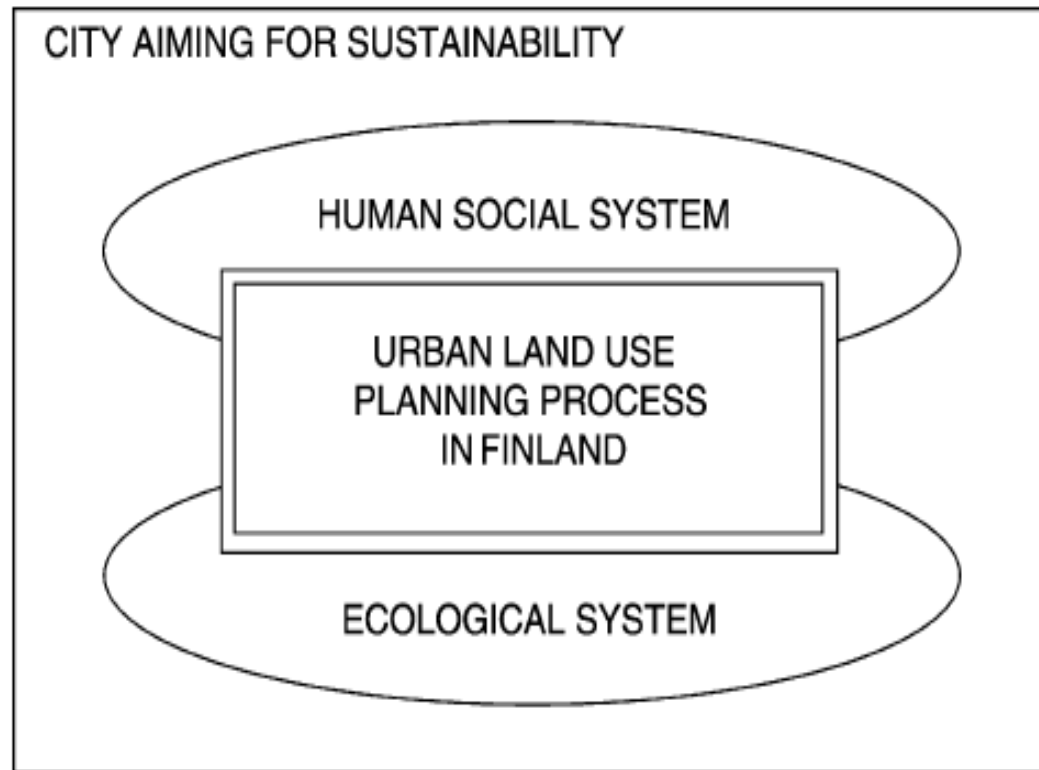 CITY AIMING FOR SUSTAINABILITY
HUMAN SOCIAL SYSTEM
URBAN LAND USE
PLANNING PROCESS
IN FINLAND
ECOLOGICAL SYSTEM